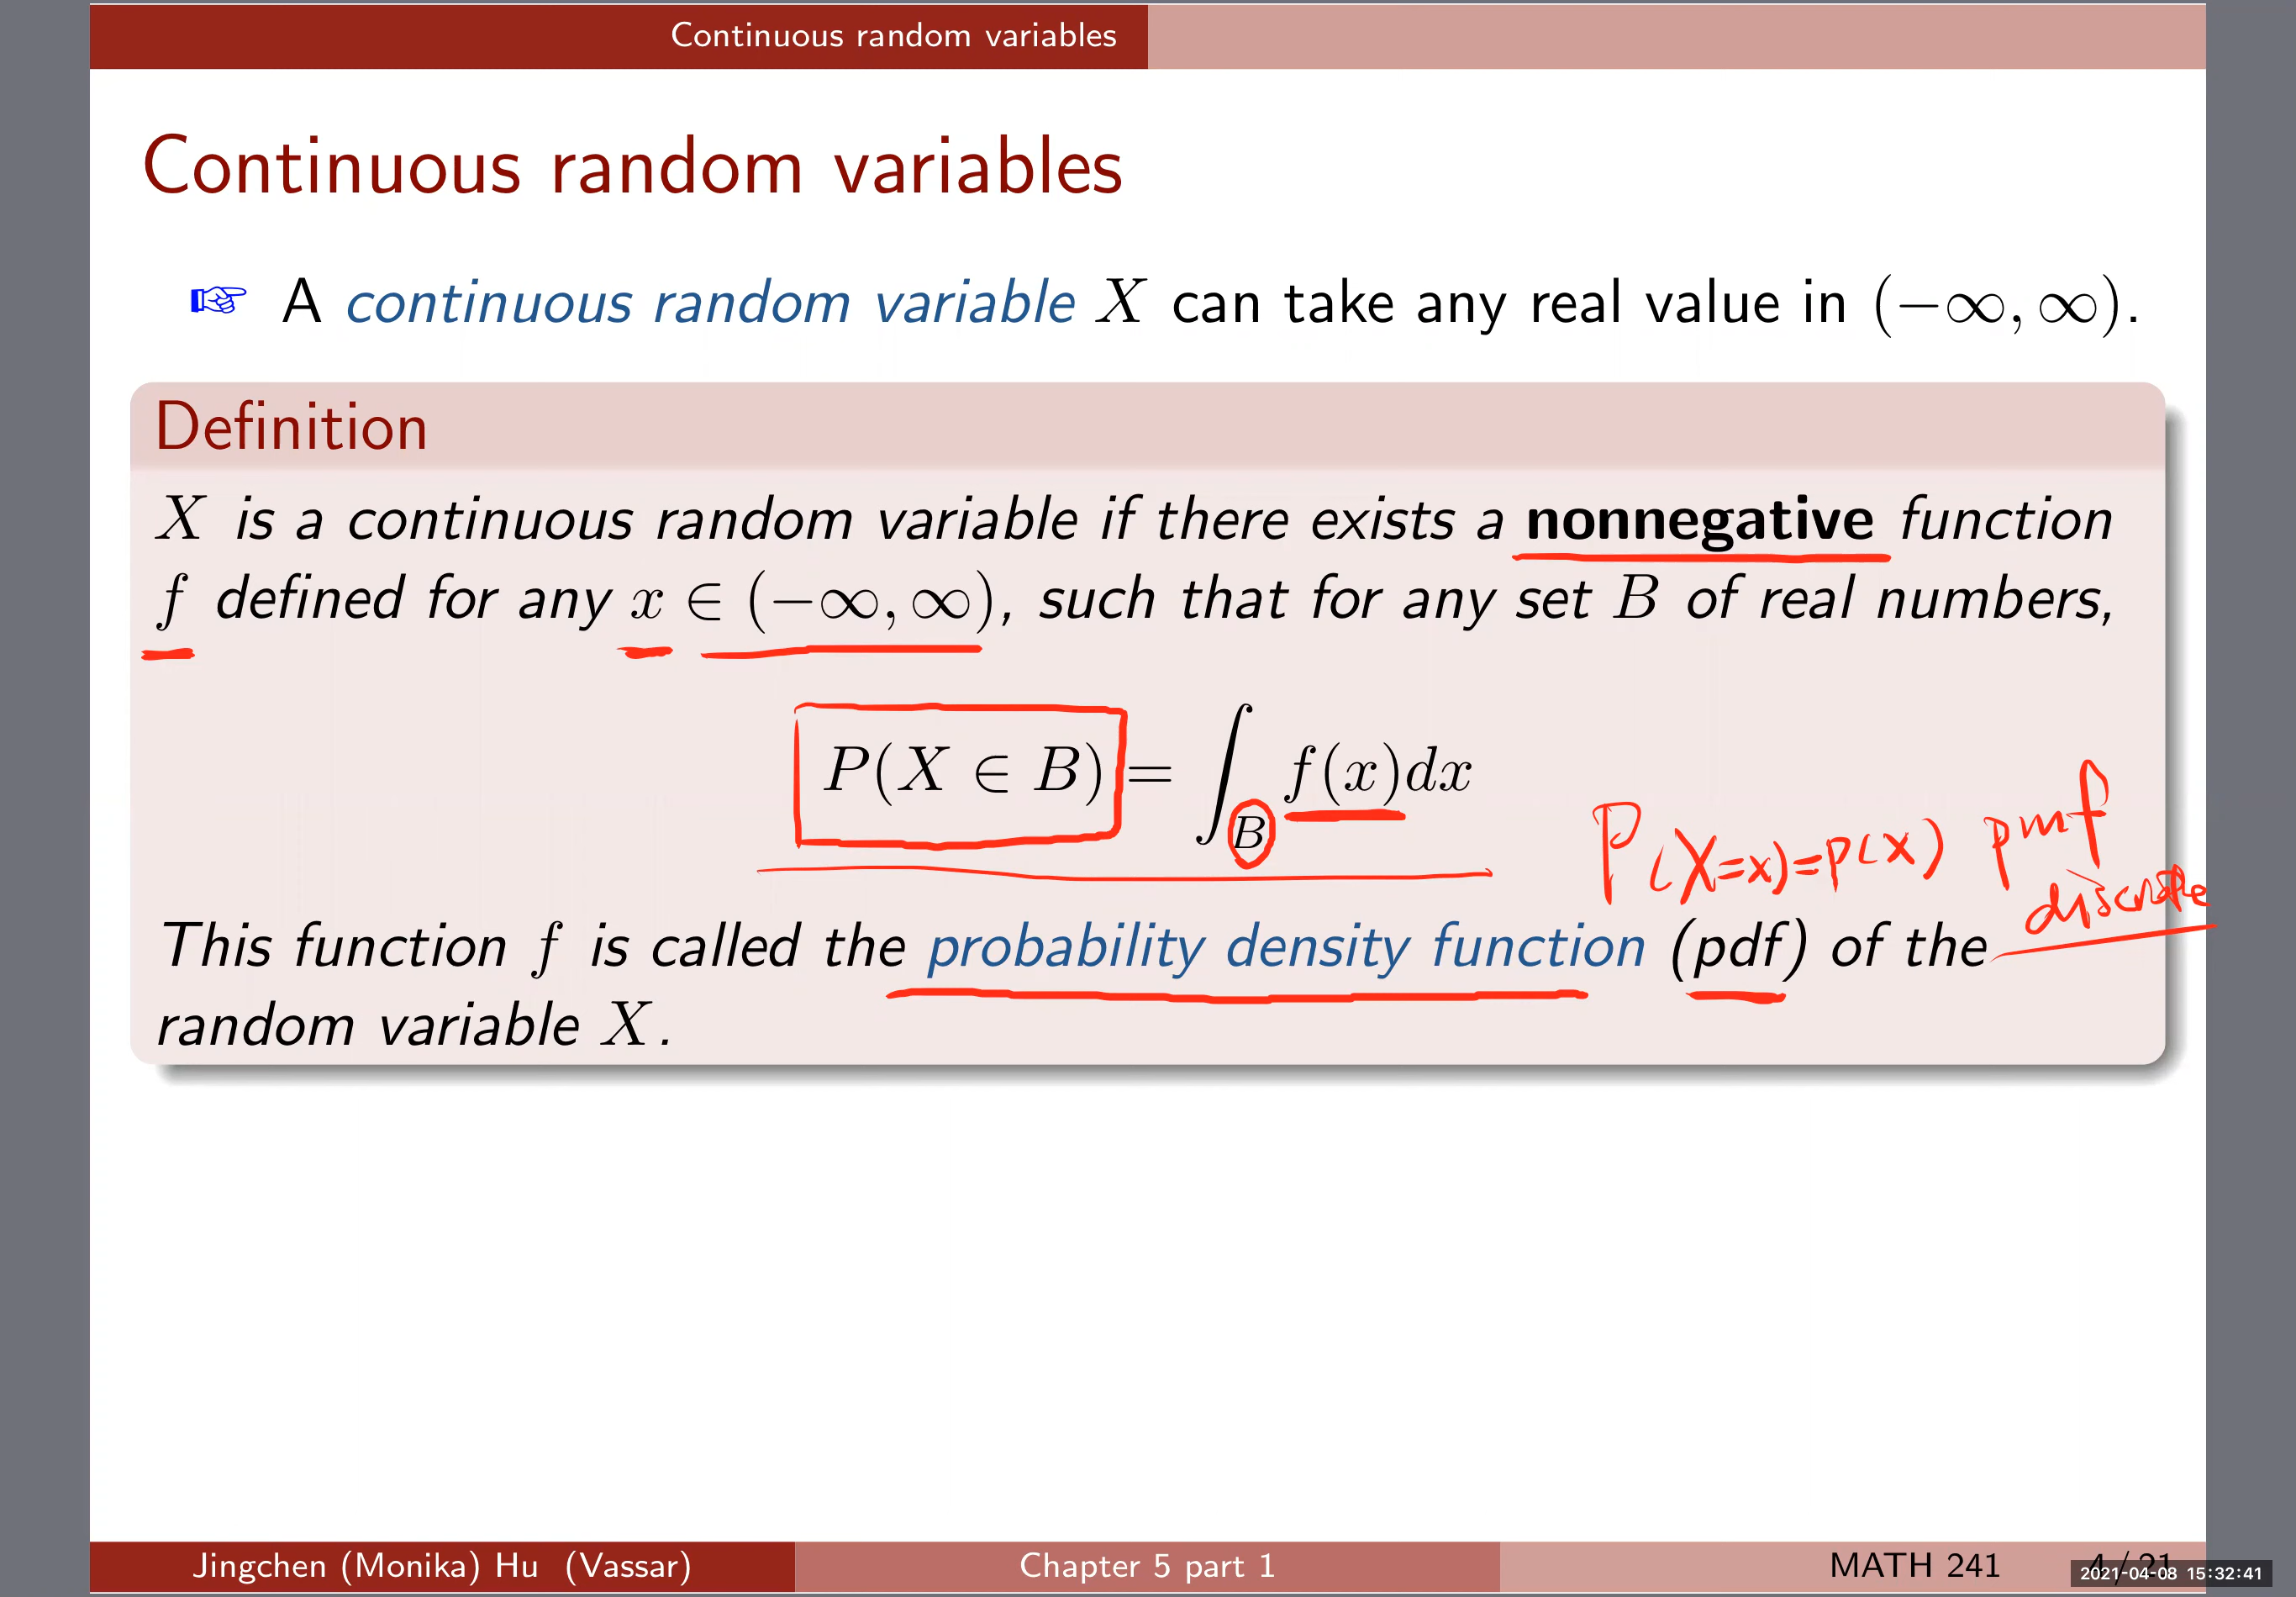 Continuous random variables
Continuous random variables
☞ A continuous random variable X can take any real value in (−∞, ∞).
Definition
X is a continuous random variable if there exists a nonnegative function
f defined for any x ∈ (−∞, ∞), such that for any set B of real numbers,
P(X ∈ B) = ∫_B f(x)dx
P(X=x)=p(x) pmf
discrete
This function f is called the probability density function (pdf) of the
random variable X.
Jingchen (Monika) Hu (Vassar) Chapter 5 part 1 MATH 241 4 / 21
2021-04-08 15:32:41